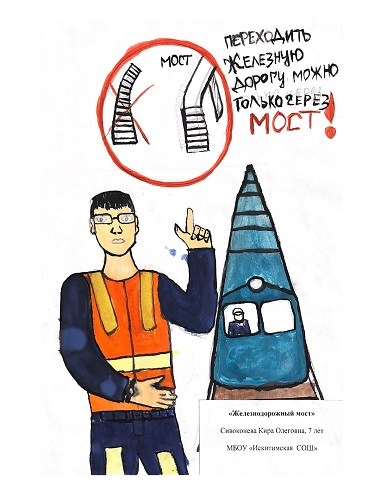 МОСТ
ПЕРЕХОДИТЬ
ЖЕЛЕЗНУЮ
ДОРОГУ МОЖНО
ТОЛЬКО ЧЕРЕЗ
МОСТ!
«Железнодорожный мост»
Сивоконева Кира Олеговна, 7 лет
МБОУ «Искитимская СОШ»